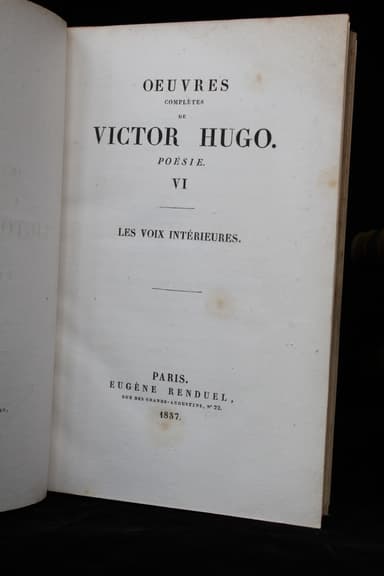 OEUVRES
COMPLÈTES
DE
VICTOR HUGO.
POÉSIE.
VI
LES VOIX INTÉRIEURES.
PARIS.
EUGÈNE RENDUEL,
RUE DES GRANDS-AUGUSTINS, Nº 22.
1837.